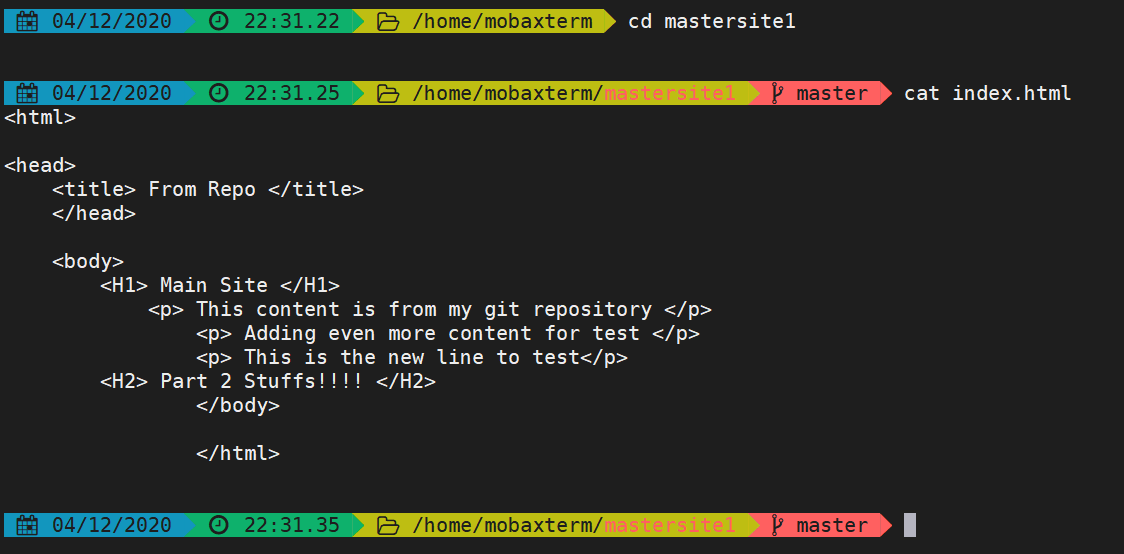 04/12/2020 22:31.22 /home/mobaxterm cd mastersite1
04/12/2020 22:31.25 /home/mobaxterm/mastersite1 master cat index.html
<html>
<head>
<title> From Repo </title>
</head>
<body>
<H1> Main Site </H1>
<p> This content is from my git repository </p>
<p> Adding even more content for test </p>
<p> This is the new line to test</p>
<H2> Part 2 Stuffs!!!! </H2>
</body>
</html>
04/12/2020 22:31.35 /home/mobaxterm/mastersite1 master